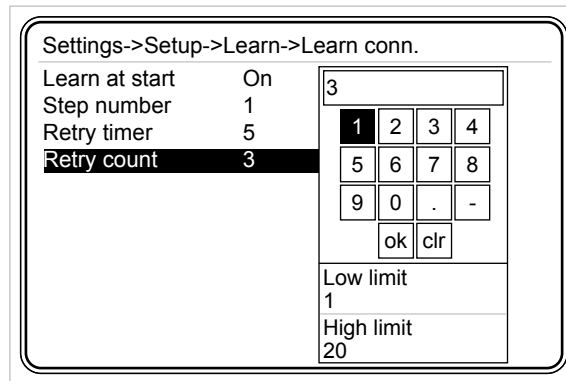 Settings->Setup->Learn->Learn conn.
Learn at start On
Step number 1
Retry timer 5
Retry count 3
3
1 2 3 4
5 6 7 8
9 0 . -
ok clr
Low limit
1
High limit
20